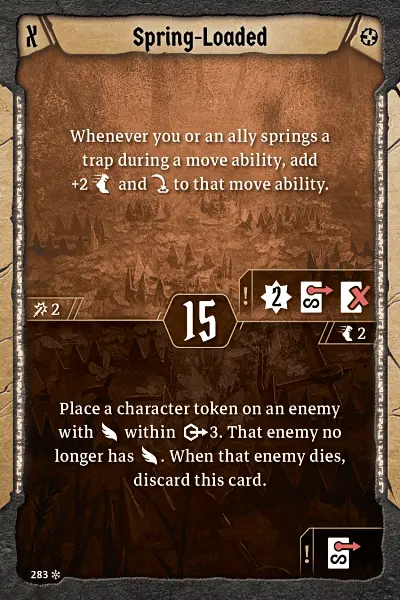 X
Spring-Loaded
Whenever you or an ally springs a
trap during a move ability, add
+2 and to that move ability.
! 2
2
15
2
Place a character token on an enemy
with within 3. That enemy no
longer has . When that enemy dies,
discard this card.
!
283